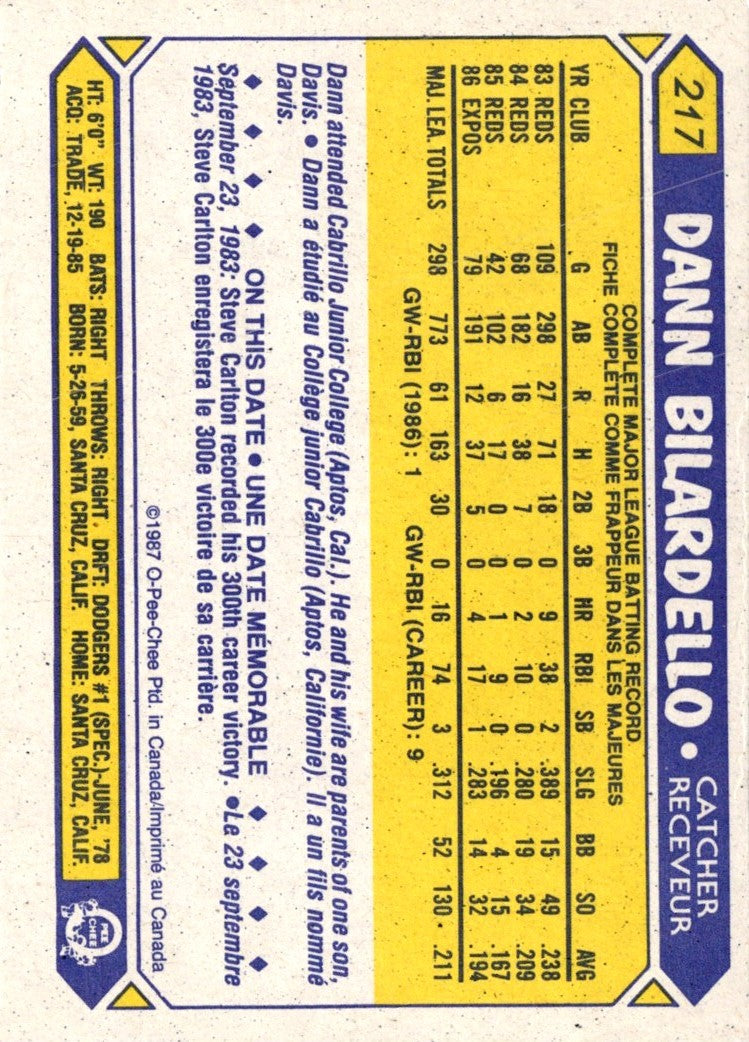 217 DANN BILARDELLO • CATCHER
RECEVEUR
COMPLETE MAJOR LEAGUE BATTING RECORD
FICHE COMPLÈTE COMME FRAPPEUR DANS LES MAJEURES
YR CLUB G AB R H 2B 3B HR RBI SB SLG BB SO AVG
83 REDS 109 298 27 71 18 0 9 38 2 .389 15 49 .238
84 REDS 68 182 16 38 7 0 2 10 0 .280 19 34 .209
85 REDS 42 102 6 17 0 0 1 9 0 .196 4 15 .167
86 EXPOS 79 191 12 37 5 0 4 17 1 .283 14 32 .194
MAJ. LEA. TOTALS 298 773 61 163 30 0 16 74 3 .312 52 130 .211
GW-RBI (1986): 1 GW-RBI (CAREER): 9
Dann attended Cabrillo Junior College (Aptos, Cal.). He and his wife are parents of one son,
Davis. • Dann a étudié au Collège junior Cabrillo (Aptos, Californie). Il a un fils nommé
Davis.
◆ ◆ ◆ ◆ ON THIS DATE • UNE DATE MÉMORABLE ◆ ◆ ◆ ◆
September 23, 1983: Steve Carlton recorded his 300th career victory. •Le 23 septembre
1983, Steve Carlton enregistera le 300e victoire de sa carrière.
©1987 O-Pee-Chee Ptd. in Canada/Imprimé au Canada
HT: 6'0" WT: 190 BATS: RIGHT THROWS: RIGHT. DRFT: DODGERS #1 (SPEC.)-JUNE, '78
ACQ: TRADE, 12-19-85 BORN: 5-26-59, SANTA CRUZ, CALIF. HOME: SANTA CRUZ, CALIF.
PEE
CHEE